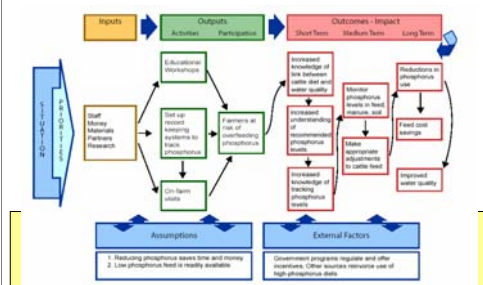 Inputs
Outputs
Activities Participation
Outcomes - Impact
Short Term Medium Term Long Term
SITUATION
PRIORITIES
Staff
Money
Materials
Partners
Research
Educational
Workshops
Set up
record
keeping
systems to
track
phosphorus
On-farm
visits
Farmers at
risk of
overfeeding
phosphorus
Increased
knowledge of
link between
cattle diet and
water quality
Increased
understanding
of
recommended
phosphorus
levels
Increased
knowledge of
tracking
phosphorus
levels
Monitor
phosphorus
levels in feed,
manure, soil
Make
appropriate
adjustments
to cattle feed
Reductions in
phosphorus
use
Feed cost
savings
Improved
water quality
Assumptions
1. Reducing phosphorus saves time and money
2. Low phosphorus feed is readily available
External Factors
Government programs regulate and offer
incentives. Other sources reinforce use of
high-phosphorus diets